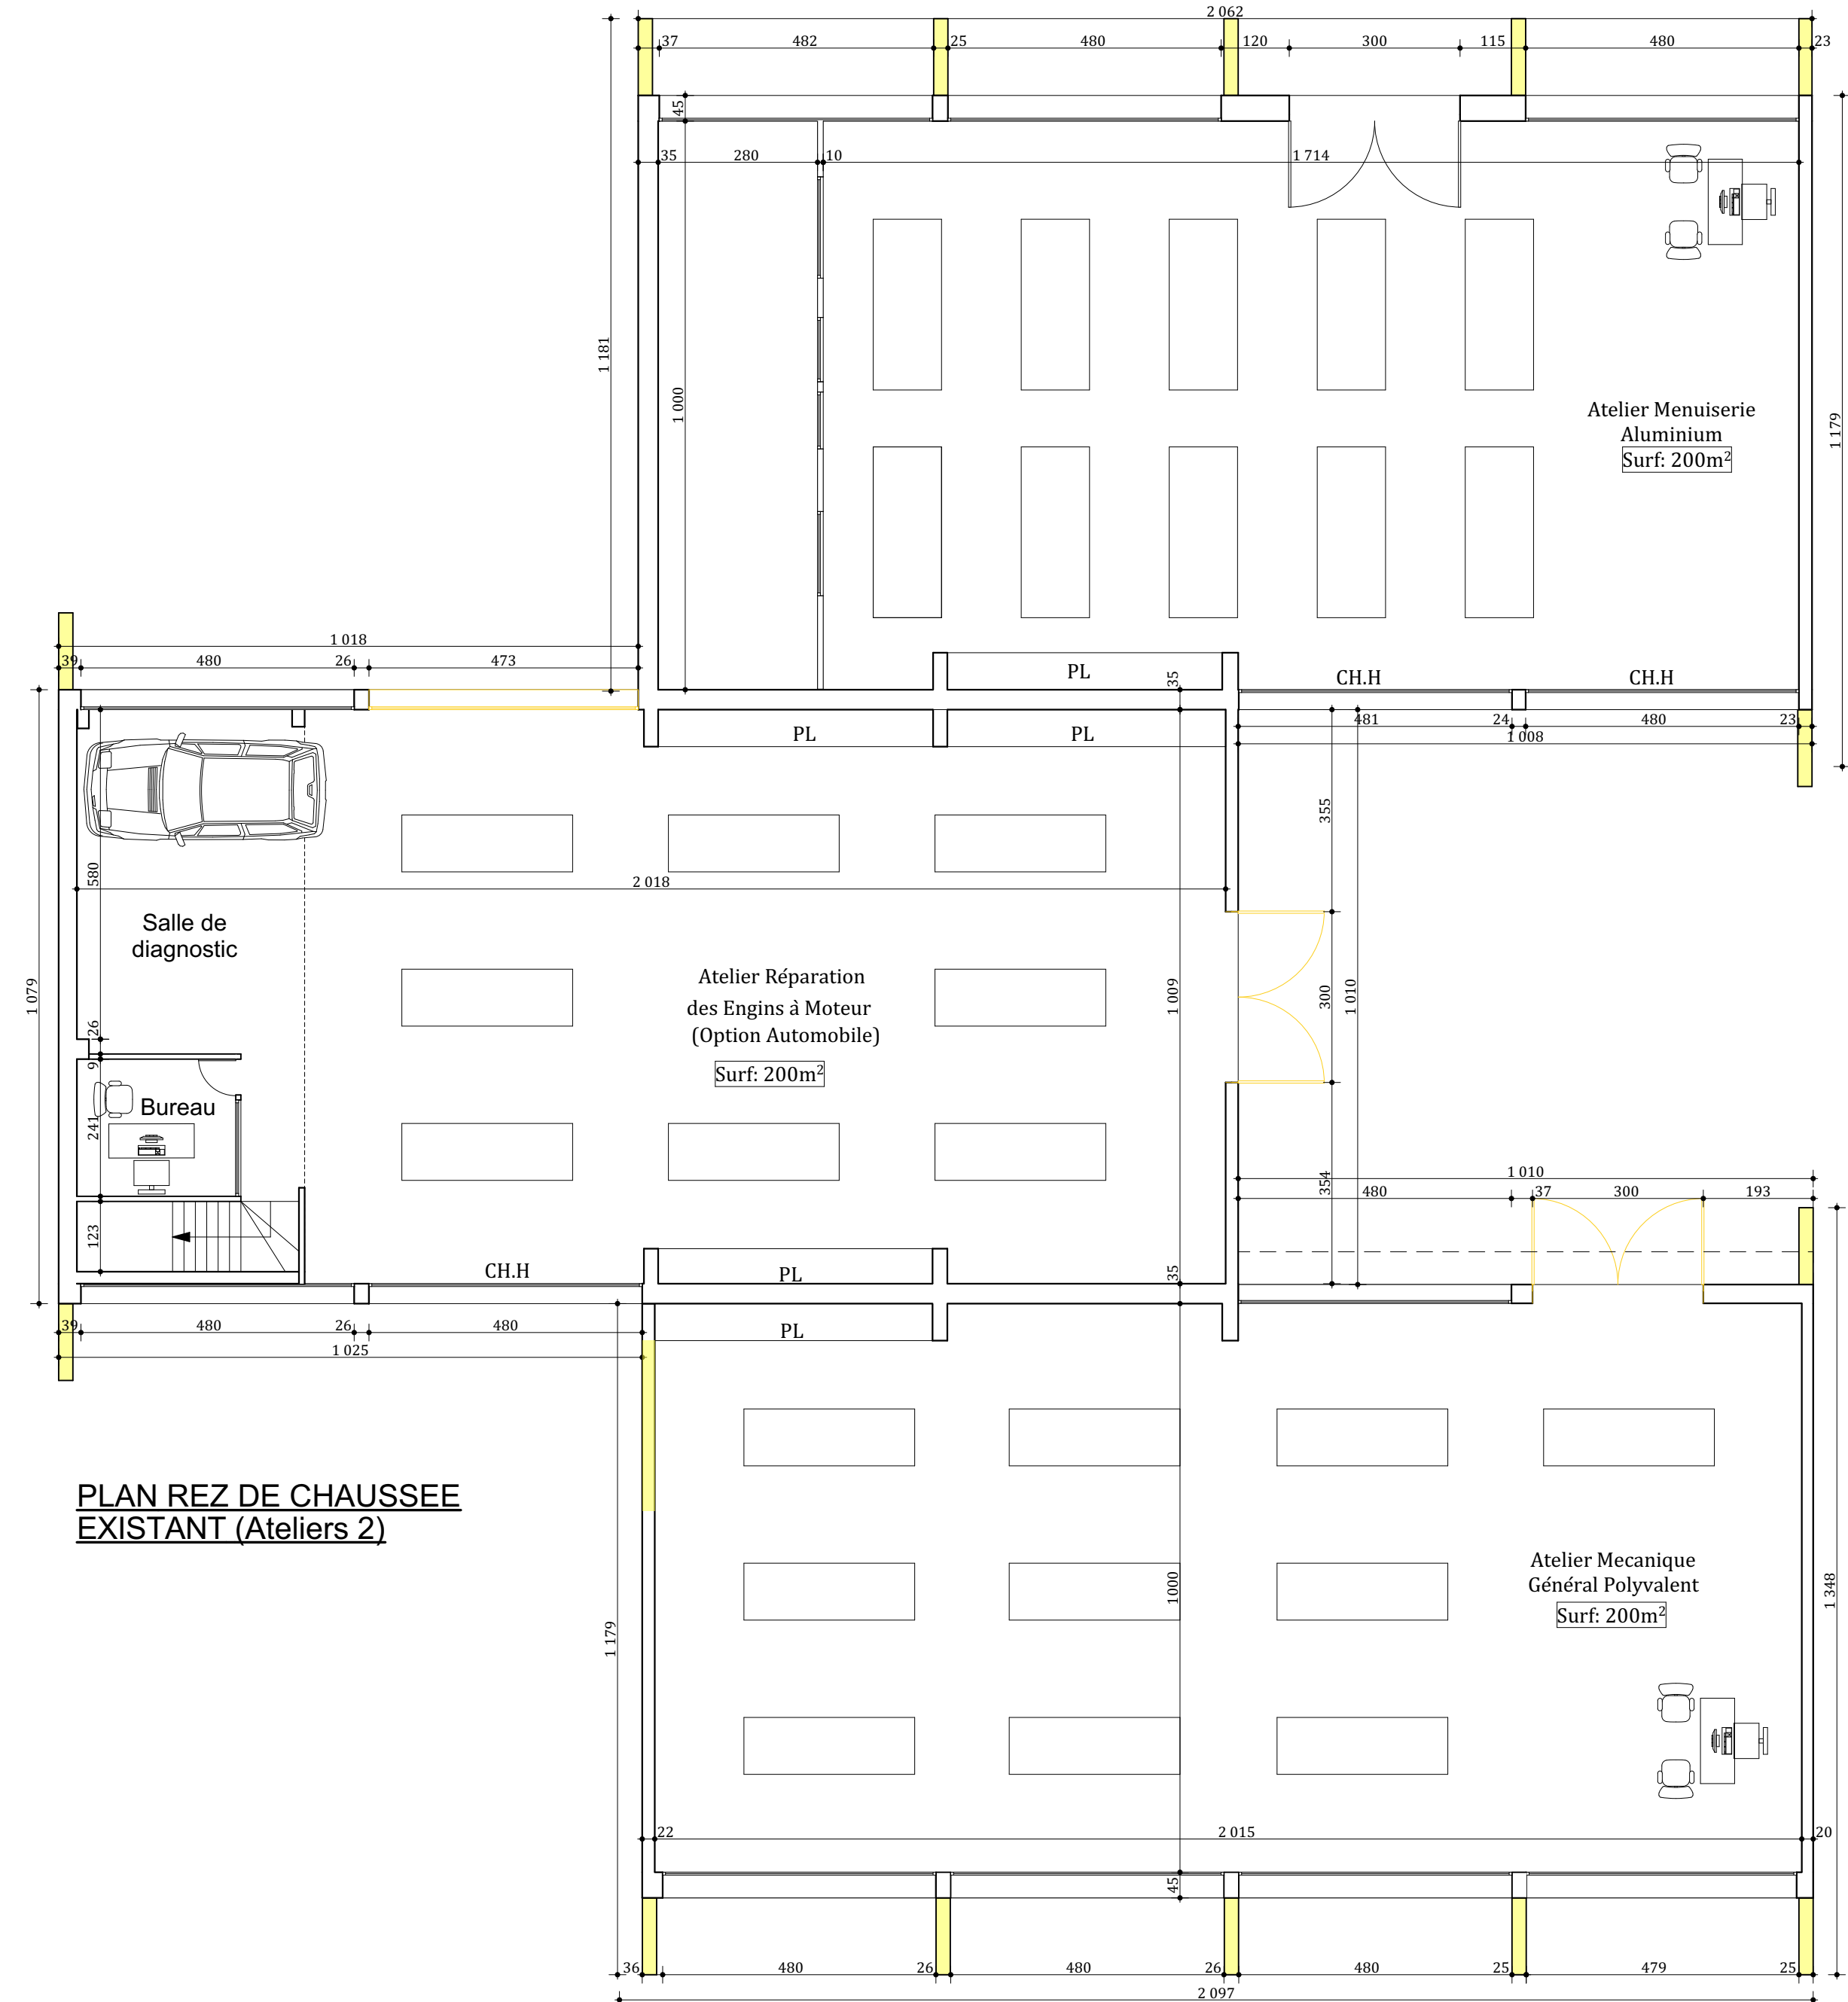 2 062
37 482 25 480 120 300 115 480 23
45
35 280 10 1 714
1 181
1 000
1 179
Atelier Menuiserie
Aluminium
Surf: 200m²
1 018
39 480 26 473
PL
35
CH.H
CH.H
PL
PL
481 24 480 23
1 008
355
580
2 018
Salle de
diagnostic
1 079
Atelier Réparation
des Engins à Moteur
(Option Automobile)
Surf: 200m²
1 009
300
1 010
26
9
Bureau
241
123
354
1 010
480 37 300 193
CH.H
PL
35
39 480 26 480
1 025
PL
PLAN REZ DE CHAUSSEE
EXISTANT (Ateliers 2)
Atelier Mecanique
Général Polyvalent
Surf: 200m²
1000
1 348
1 179
22 2 015 20
45
36 480 26 480 26 480 25 479 25
2 097